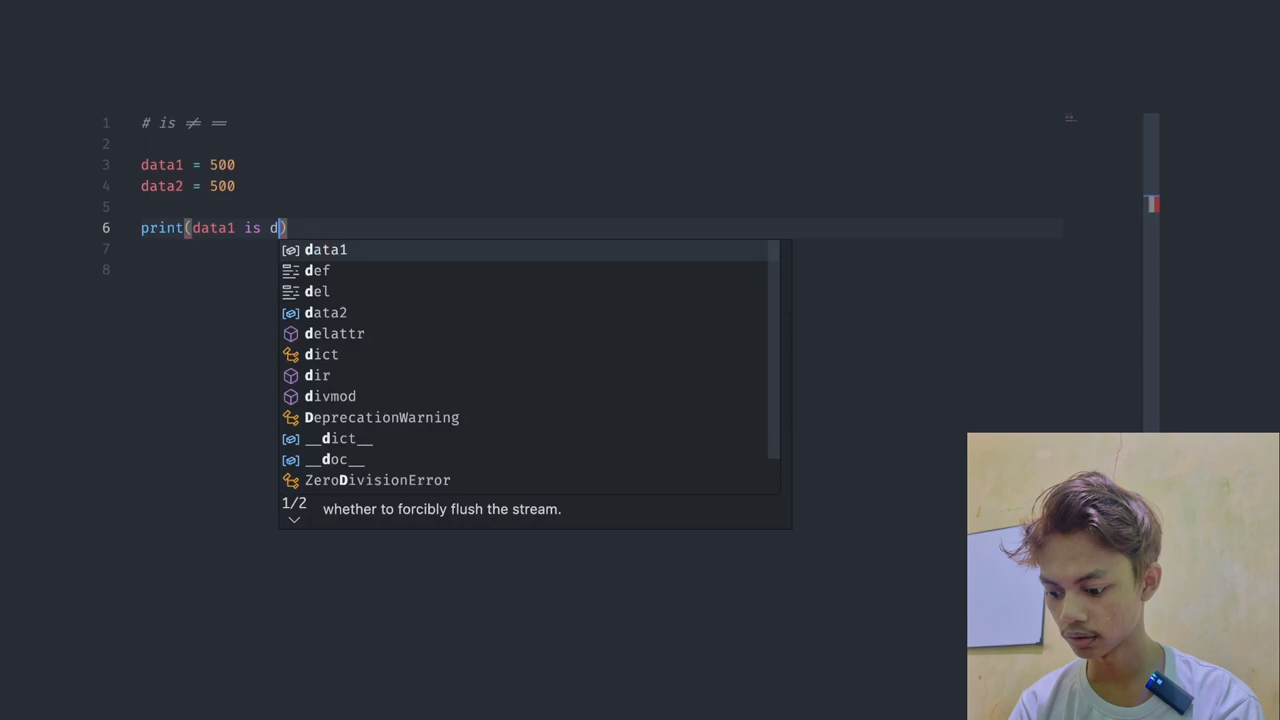 1 # is ≠ ==
2
3 data1 = 500
4 data2 = 500
5
6 print(data1 is d)
7
8
data1
def
del
data2
delattr
dict
dir
divmod
DeprecationWarning
__dict__
__doc__
ZeroDivisionError
1/2 whether to forcibly flush the stream.